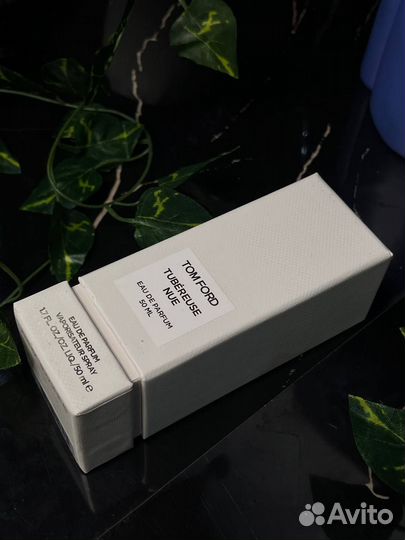 TOM FORD
TUBÉREUSE
NUE
EAU DE PARFUM
50 ML
EAU DE PARFUM
VAPORISATEUR SPRAY
1.7 FL. OZ./OZ.LIQ./50 ml e
Avito